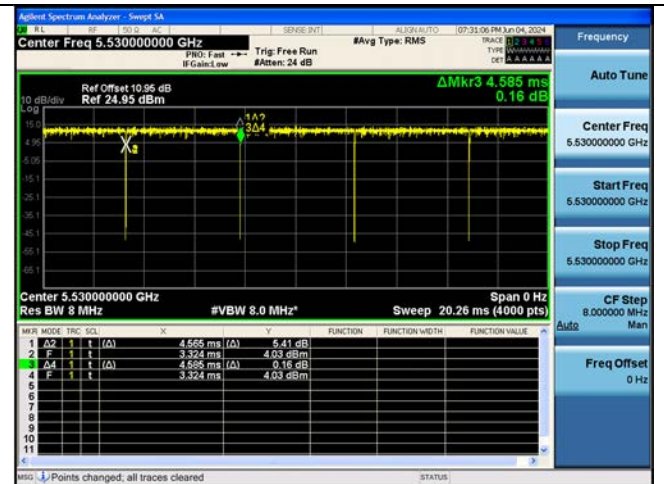 Agilent Spectrum Analyzer - Swept SA
RL RF 50 Ω AC SENSE:INT ALIGN AUTO 07:31:06 PM Jun 04, 2024
Center Freq 5.530000000 GHz
PNO: Fast
IFGain:Low
Trig: Free Run
#Atten: 24 dB
#Avg Type: RMS
TRACE 1 2 3 4 5 6
TYPE
DET A A A A A A
Frequency
Auto Tune
Ref Offset 10.95 dB
10 dB/div Ref 24.95 dBm
Log
ΔMkr3 4.585 ms
0.16 dB
15.0
4.95
-5.05
-15.1
-25.1
-35.1
-45.1
-55.1
-65.1
1Δ2
3Δ4
Center Freq
5.530000000 GHz
Start Freq
5.530000000 GHz
Stop Freq
5.530000000 GHz
CF Step
8.000000 MHz
Auto Man
Freq Offset
0 Hz
Center 5.530000000 GHz Span 0 Hz
Res BW 8 MHz #VBW 8.0 MHz* Sweep 20.26 ms (4000 pts)
MKR MODE TRC SCL X Y FUNCTION FUNCTION WIDTH FUNCTION VALUE
1 Δ2 1 t (Δ) 4.565 ms (Δ) 5.41 dB
2 F 1 t 3.324 ms 4.03 dBm
3 Δ4 1 t (Δ) 4.585 ms (Δ) 0.16 dB
4 F 1 t 3.324 ms 4.03 dBm
5
6
7
8
9
10
11
MSG Points changed; all traces cleared STATUS